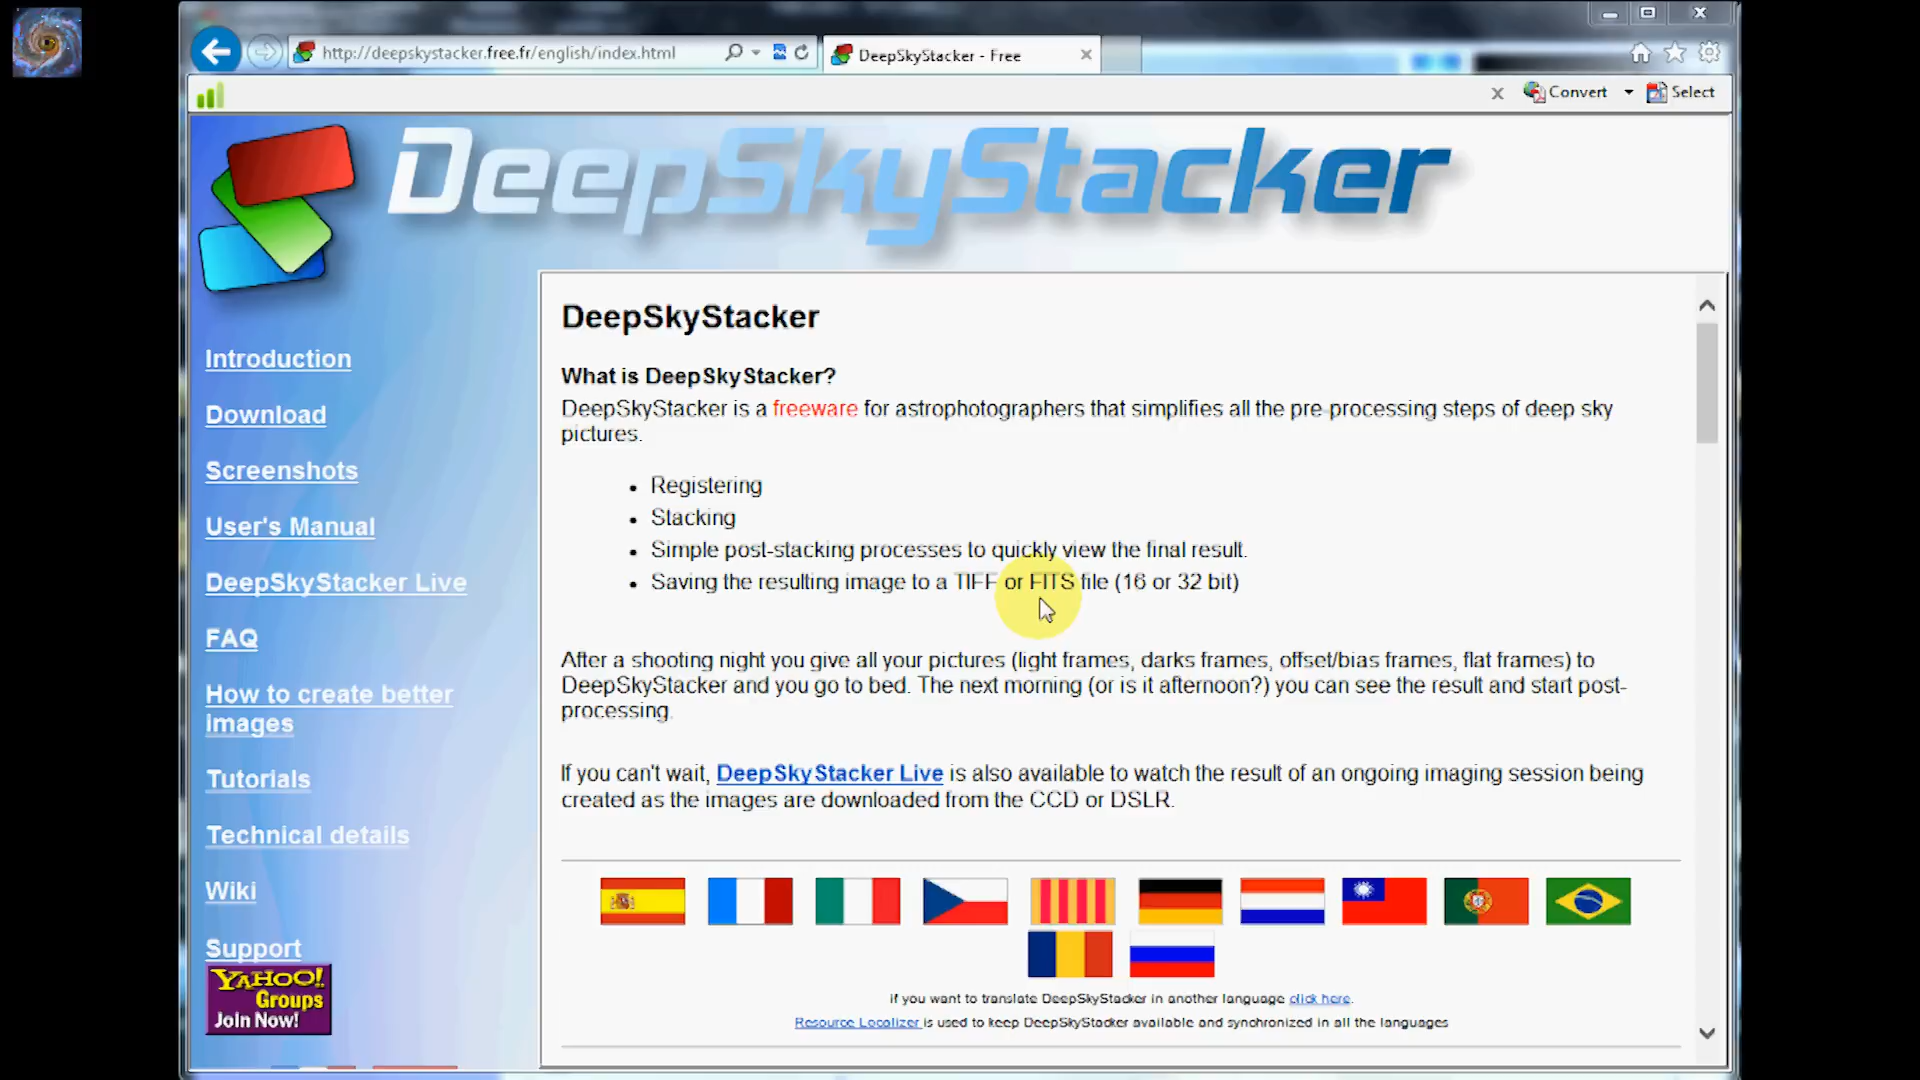 http://deepskystacker.free.fr/english/index.html
DeepSkyStacker - Free
x Convert Select
DeepSkyStacker
Introduction
Download
Screenshots
User's Manual
DeepSkyStacker Live
FAQ
How to create better
images
Tutorials
Technical details
Wiki
Support
YAHOO!
Groups
Join Now!
DeepSkyStacker
What is DeepSkyStacker?
DeepSkyStacker is a freeware for astrophotographers that simplifies all the pre-processing steps of deep sky
pictures.
• Registering
• Stacking
• Simple post-stacking processes to quickly view the final result.
• Saving the resulting image to a TIFF or FITS file (16 or 32 bit)
After a shooting night you give all your pictures (light frames, darks frames, offset/bias frames, flat frames) to
DeepSkyStacker and you go to bed. The next morning (or is it afternoon?) you can see the result and start post-
processing.
If you can't wait, DeepSkyStacker Live is also available to watch the result of an ongoing imaging session being
created as the images are downloaded from the CCD or DSLR.
if you want to translate DeepSkyStacker in another language click here.
Resource Localizer is used to keep DeepSkyStacker available and synchronized in all the languages